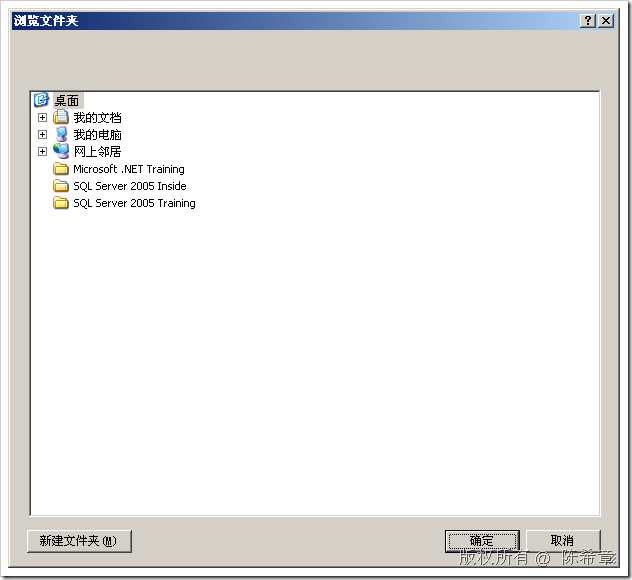 浏览文件夹
桌面
我的文档
我的电脑
网上邻居
Microsoft .NET Training
SQL Server 2005 Inside
SQL Server 2005 Training
新建文件夹(M)
确定
取消
版权所有 @ 陈希章